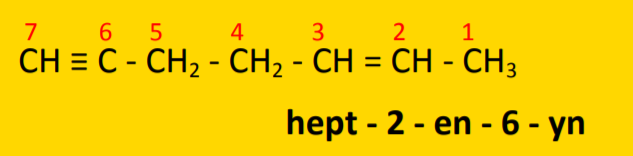 7 6 5 4 3 2 1
CH ≡ C - CH₂ - CH₂ - CH = CH - CH₃
hept - 2 - en - 6 - yn